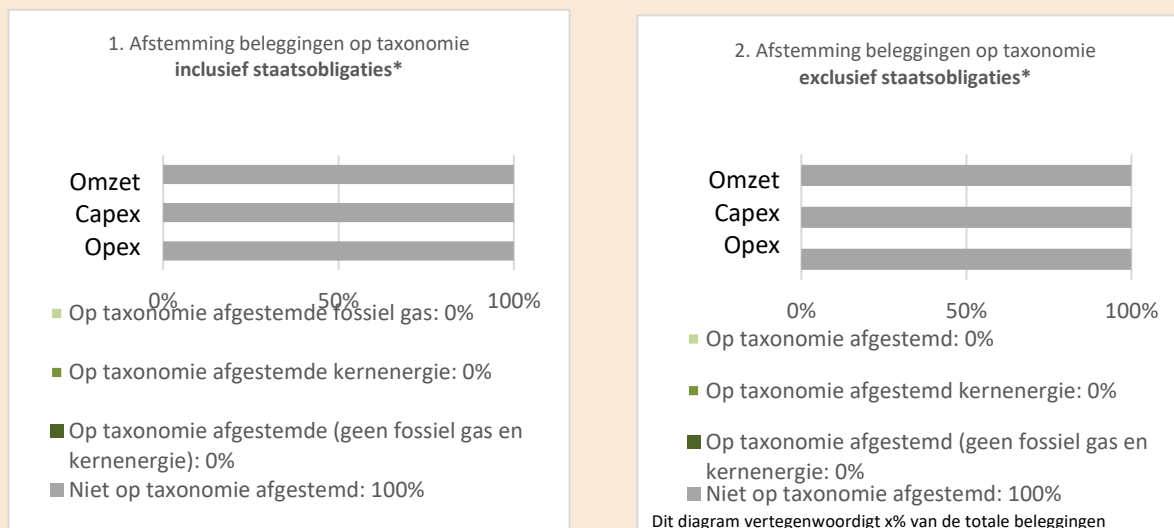 1. Afstemming beleggingen op taxonomie
inclusief staatsobligaties*
Omzet
Capex
Opex
0% 50% 100%
Op taxonomie afgestemde fossiel gas: 0%
Op taxonomie afgestemde kernenergie: 0%
Op taxonomie afgestemde (geen fossiel gas en
kernenergie): 0%
Niet op taxonomie afgestemd: 100%
2. Afstemming beleggingen op taxonomie
exclusief staatsobligaties*
Omzet
Capex
Opex
0% 50% 100%
Op taxonomie afgestemd: 0%
Op taxonomie afgestemd kernenergie: 0%
Op taxonomie afgestemd (geen fossiel gas en
kernenergie: 0%
Niet op taxonomie afgestemd: 100%
Dit diagram vertegenwoordigt x% van de totale beleggingen